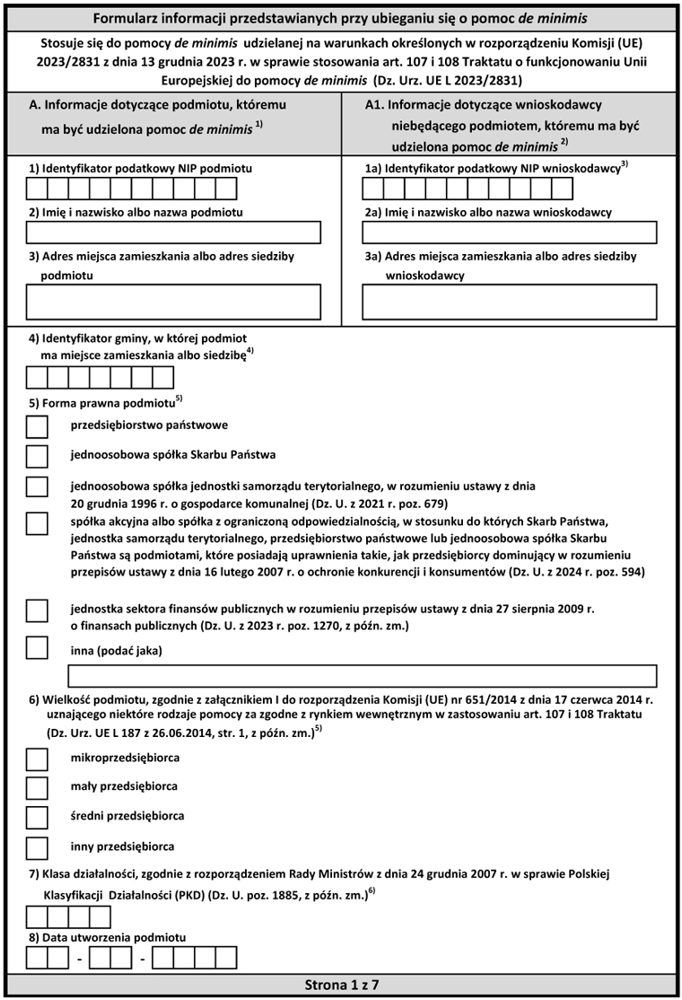 Formularz informacji przedstawianych przy ubieganiu się o pomoc de minimis
Stosuje się do pomocy de minimis udzielanej na warunkach określonych w rozporządzeniu Komisji (UE)
2023/2831 z dnia 13 grudnia 2023 r. w sprawie stosowania art. 107 i 108 Traktatu o funkcjonowaniu Unii
Europejskiej do pomocy de minimis (Dz. Urz. UE L 2023/2831)
A. Informacje dotyczące podmiotu, któremu
ma być udzielona pomoc de minimis 1)
A1. Informacje dotyczące wnioskodawcy
niebędącego podmiotem, któremu ma być
udzielona pomoc de minimis 2)
1) Identyfikator podatkowy NIP podmiotu
1a) Identyfikator podatkowy NIP wnioskodawcy3)
2) Imię i nazwisko albo nazwa podmiotu
2a) Imię i nazwisko albo nazwa wnioskodawcy
3) Adres miejsca zamieszkania albo adres siedziby
podmiotu
3a) Adres miejsca zamieszkania albo adres siedziby
wnioskodawcy
4) Identyfikator gminy, w której podmiot
ma miejsce zamieszkania albo siedzibę4)
5) Forma prawna podmiotu5)
przedsiębiorstwo państwowe
jednoosobowa spółka Skarbu Państwa
jednoosobowa spółka jednostki samorządu terytorialnego, w rozumieniu ustawy z dnia
20 grudnia 1996 r. o gospodarce komunalnej (Dz. U. z 2021 r. poz. 679)
spółka akcyjna albo spółka z ograniczoną odpowiedzialnością, w stosunku do których Skarb Państwa,
jednostka samorządu terytorialnego, przedsiębiorstwo państwowe lub jednoosobowa spółka Skarbu
Państwa są podmiotami, które posiadają uprawnienia takie, jak przedsiębiorcy dominujący w rozumieniu
przepisów ustawy z dnia 16 lutego 2007 r. o ochronie konkurencji i konsumentów (Dz. U. z 2024 r. poz. 594)
jednostka sektora finansów publicznych w rozumieniu przepisów ustawy z dnia 27 sierpnia 2009 r.
o finansach publicznych (Dz. U. z 2023 r. poz. 1270, z późn. zm.)
inna (podać jaka)
6) Wielkość podmiotu, zgodnie z załącznikiem I do rozporządzenia Komisji (UE) nr 651/2014 z dnia 17 czerwca 2014 r.
uznającego niektóre rodzaje pomocy za zgodne z rynkiem wewnętrznym w zastosowaniu art. 107 i 108 Traktatu
(Dz. Urz. UE L 187 z 26.06.2014, str. 1, z późn. zm.)5)
mikroprzedsiębiorca
mały przedsiębiorca
średni przedsiębiorca
inny przedsiębiorca
7) Klasa działalności, zgodnie z rozporządzeniem Rady Ministrów z dnia 24 grudnia 2007 r. w sprawie Polskiej
Klasyfikacji Działalności (PKD) (Dz. U. poz. 1885, z późn. zm.)6)
8) Data utworzenia podmiotu
- -
Strona 1 z 7